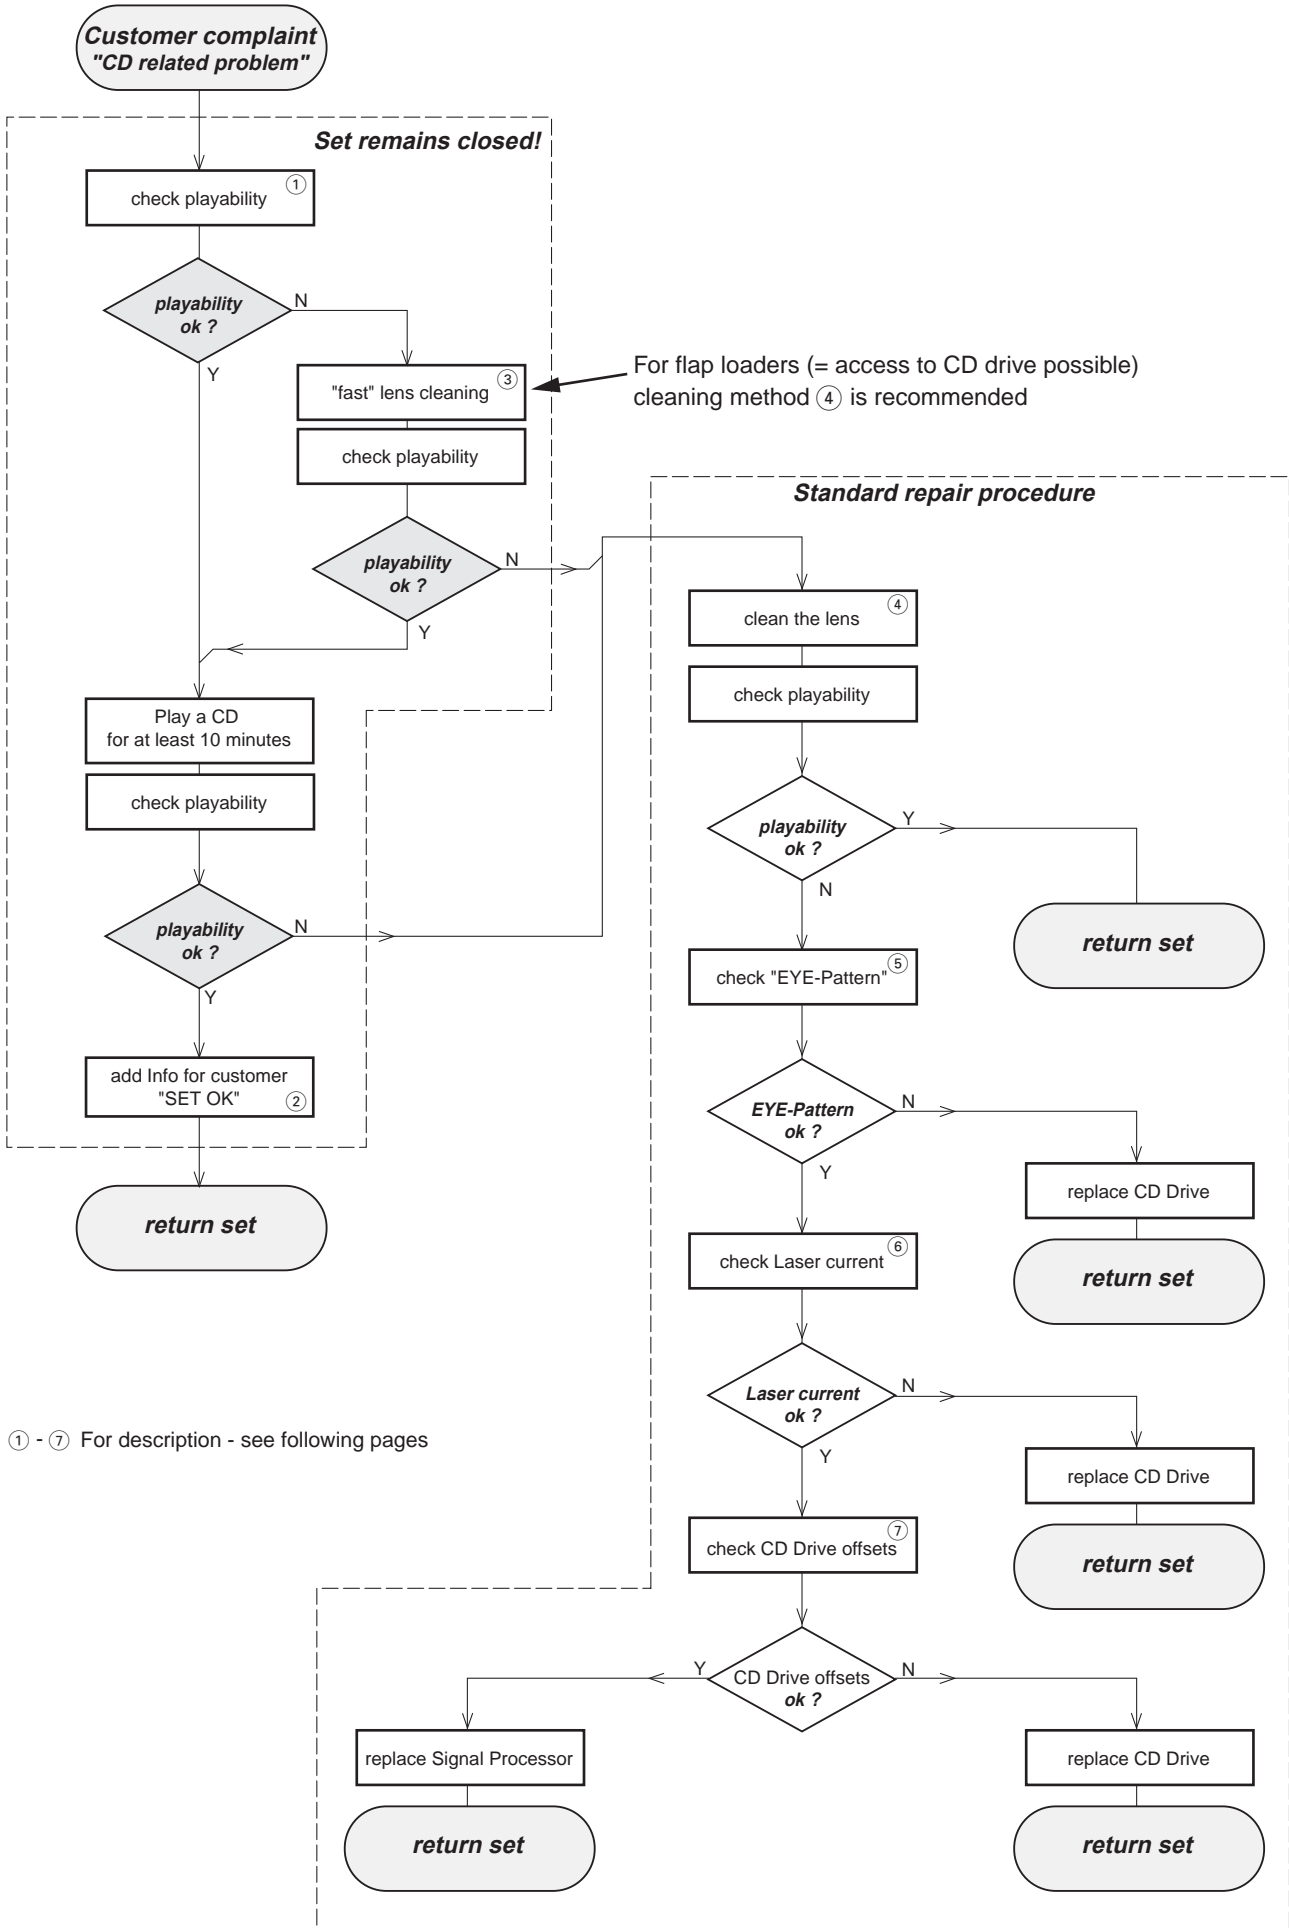 Customer complaint
"CD related problem"
Set remains closed!
check playability ①
playability
ok ?
N
Y
"fast" lens cleaning ③
For flap loaders (= access to CD drive possible)
cleaning method ④ is recommended
check playability
playability
ok ?
N
Y
Play a CD
for at least 10 minutes
check playability
playability
ok ?
N
Y
add Info for customer
"SET OK" ②
return set
Standard repair procedure
clean the lens ④
check playability
playability
ok ?
Y
N
return set
check "EYE-Pattern" ⑤
EYE-Pattern
ok ?
N
Y
replace CD Drive
return set
check Laser current ⑥
Laser current
ok ?
N
Y
replace CD Drive
return set
① - ⑦ For description - see following pages
check CD Drive offsets ⑦
CD Drive offsets
ok ?
Y
N
replace Signal Processor
return set
replace CD Drive
return set